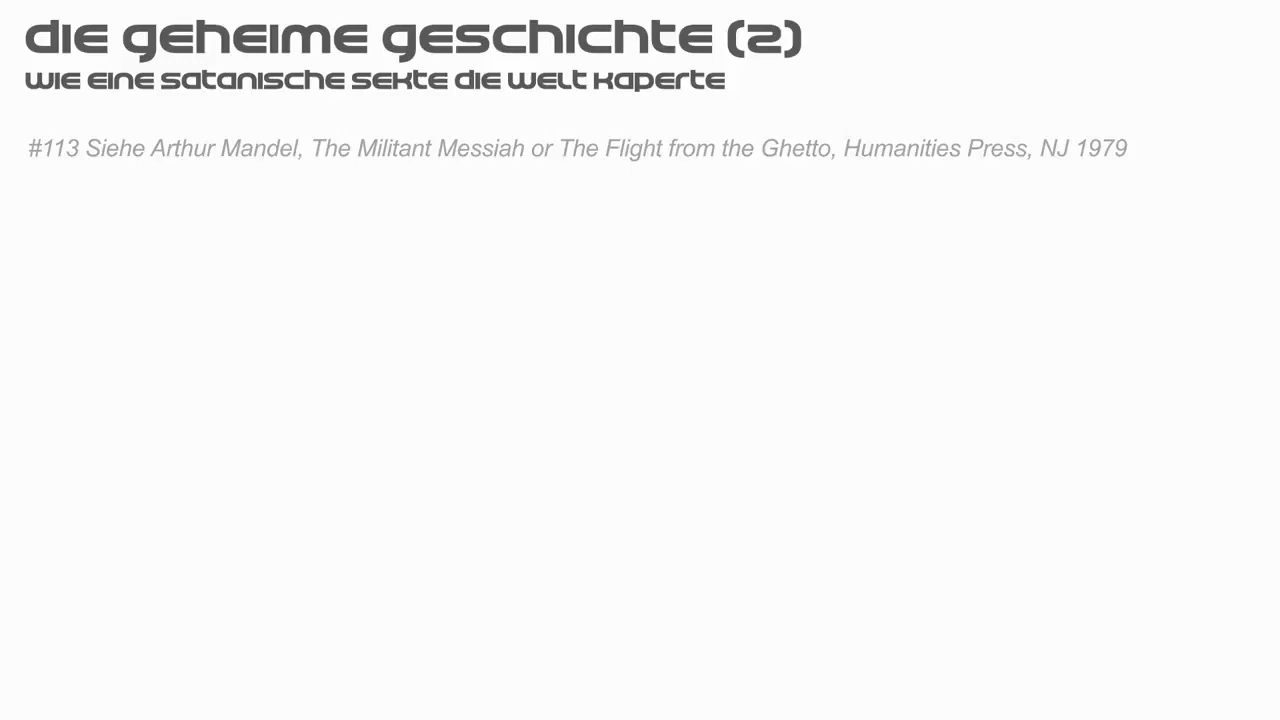 die geheime geschichte (2)
wie eine satanische sekte die welt kaperte
#113 Siehe Arthur Mandel, The Militant Messiah or The Flight from the Ghetto, Humanities Press, NJ 1979